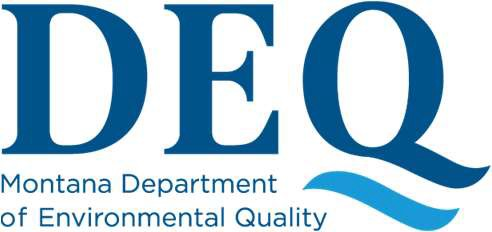 DEQ
Montana Department
of Environmental Quality